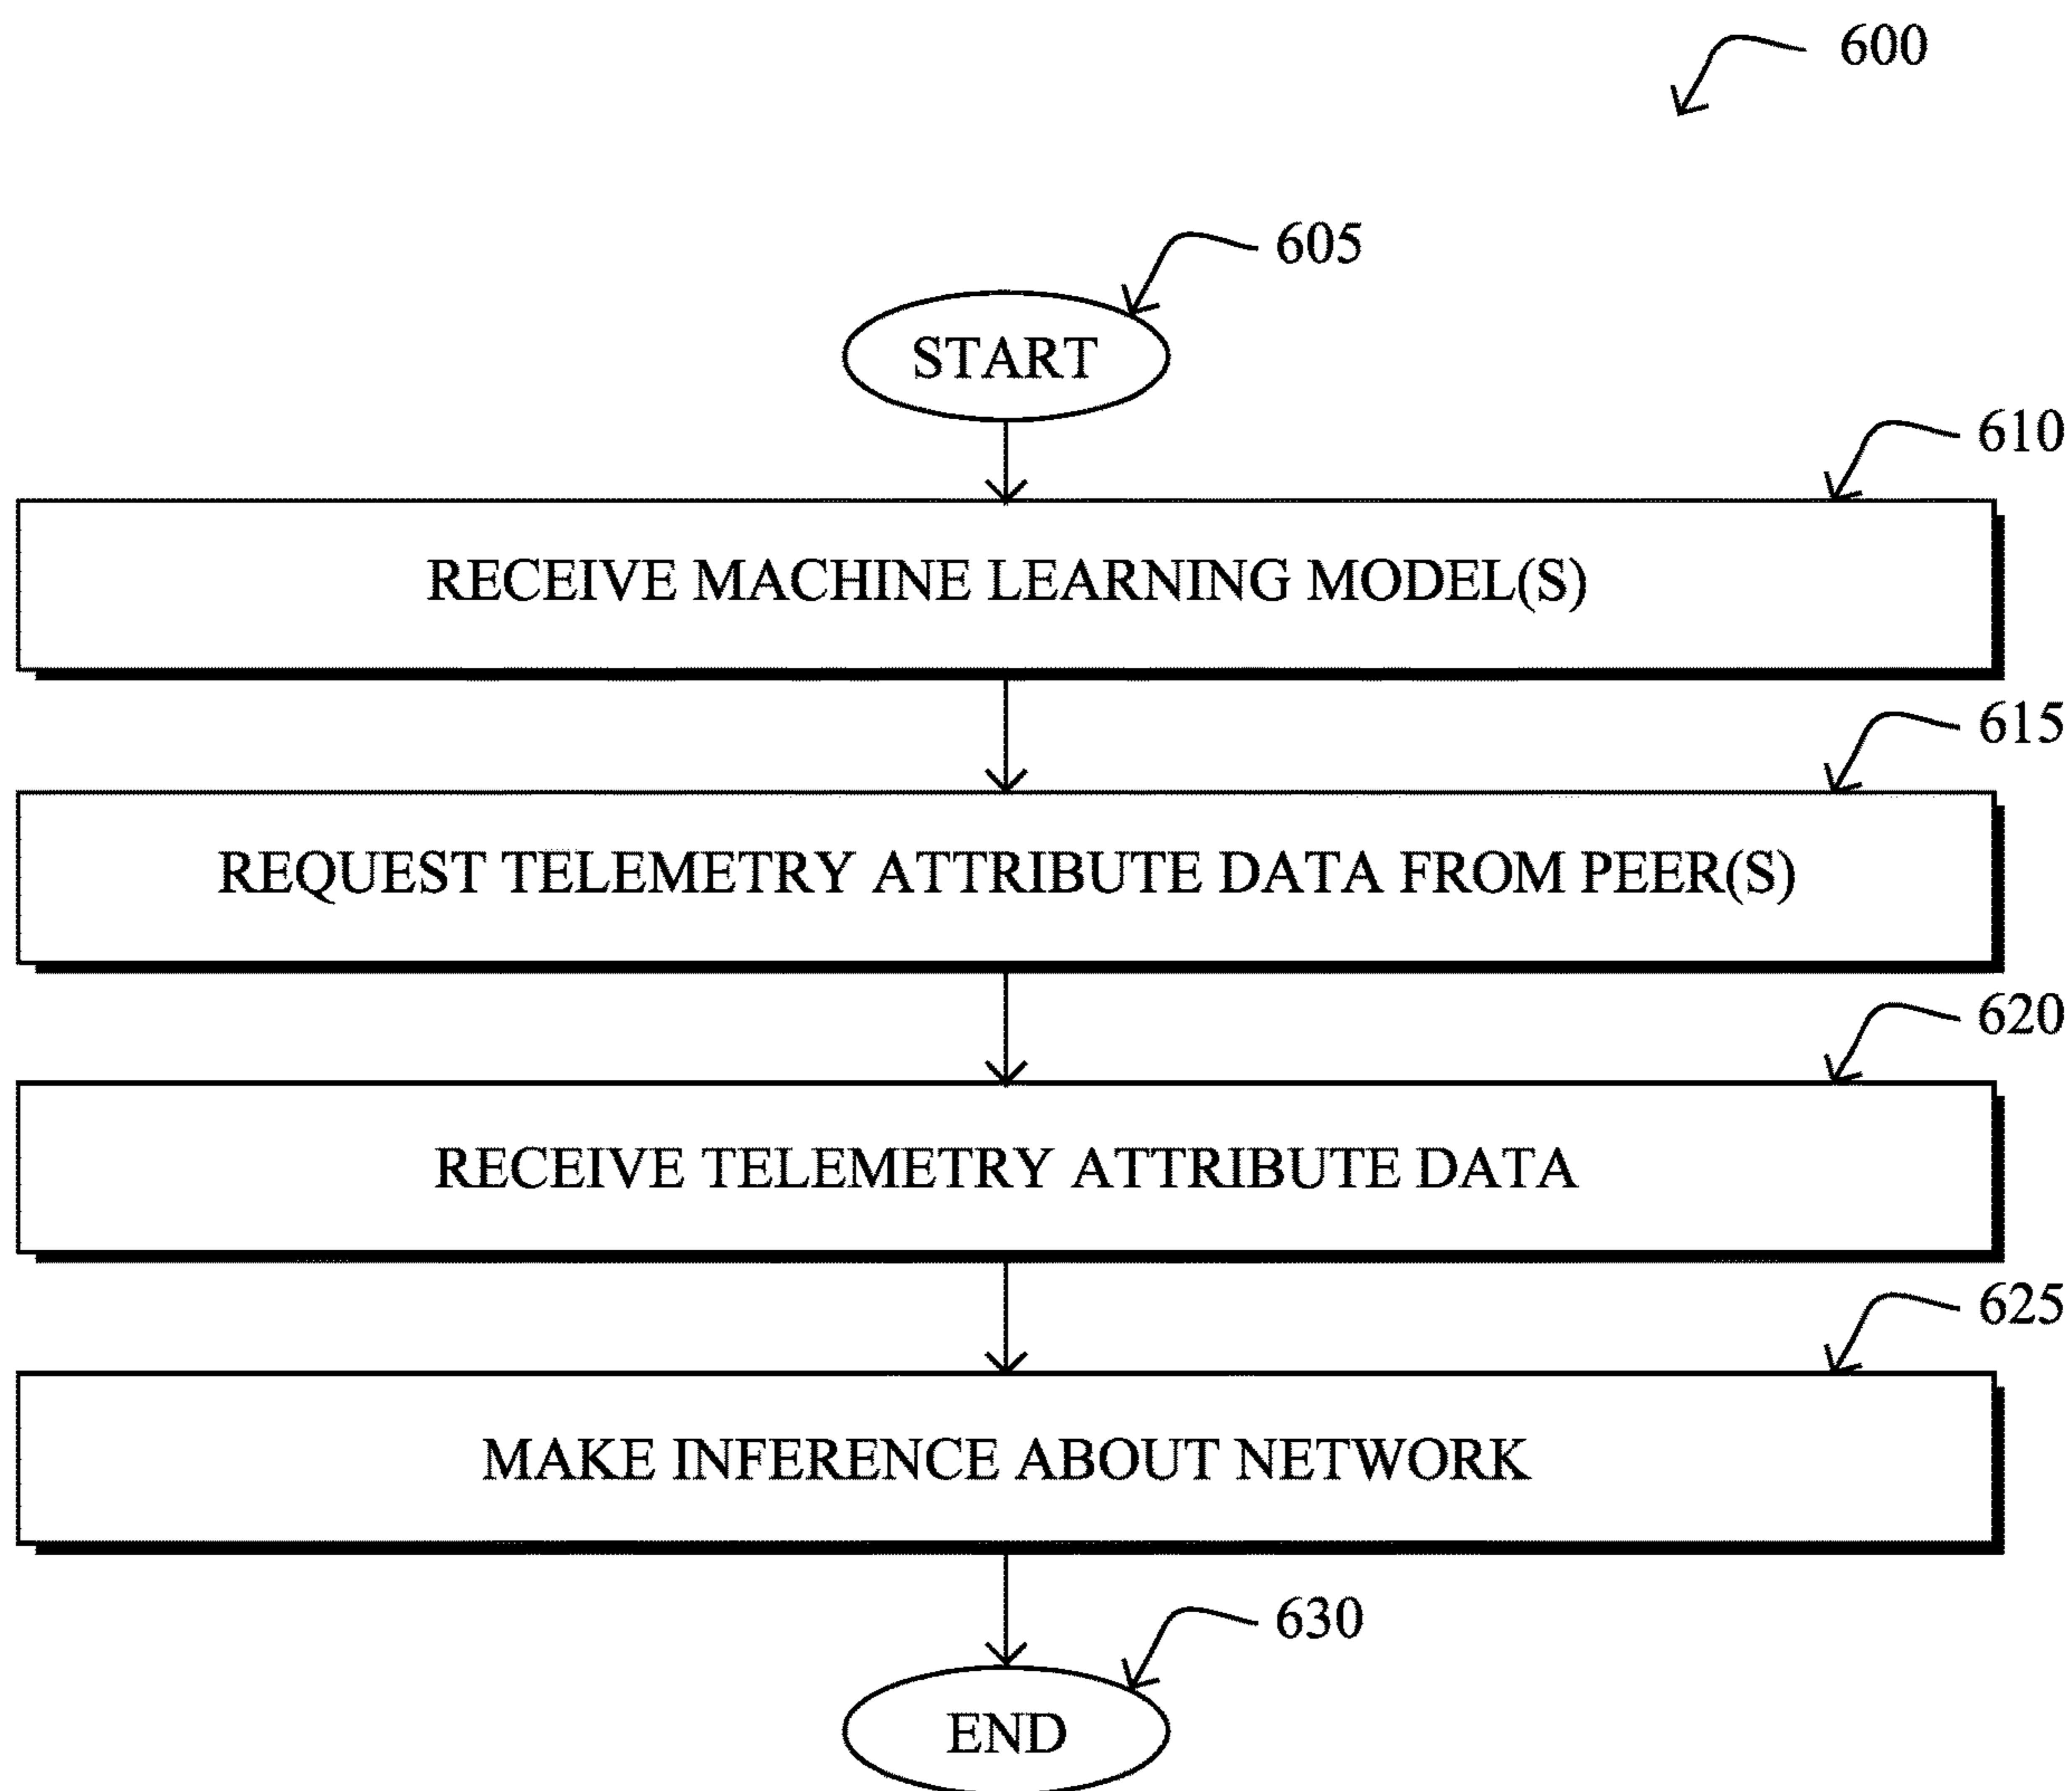 600
605
START
610
RECEIVE MACHINE LEARNING MODEL(S)
615
REQUEST TELEMETRY ATTRIBUTE DATA FROM PEER(S)
620
RECEIVE TELEMETRY ATTRIBUTE DATA
625
MAKE INFERENCE ABOUT NETWORK
630
END